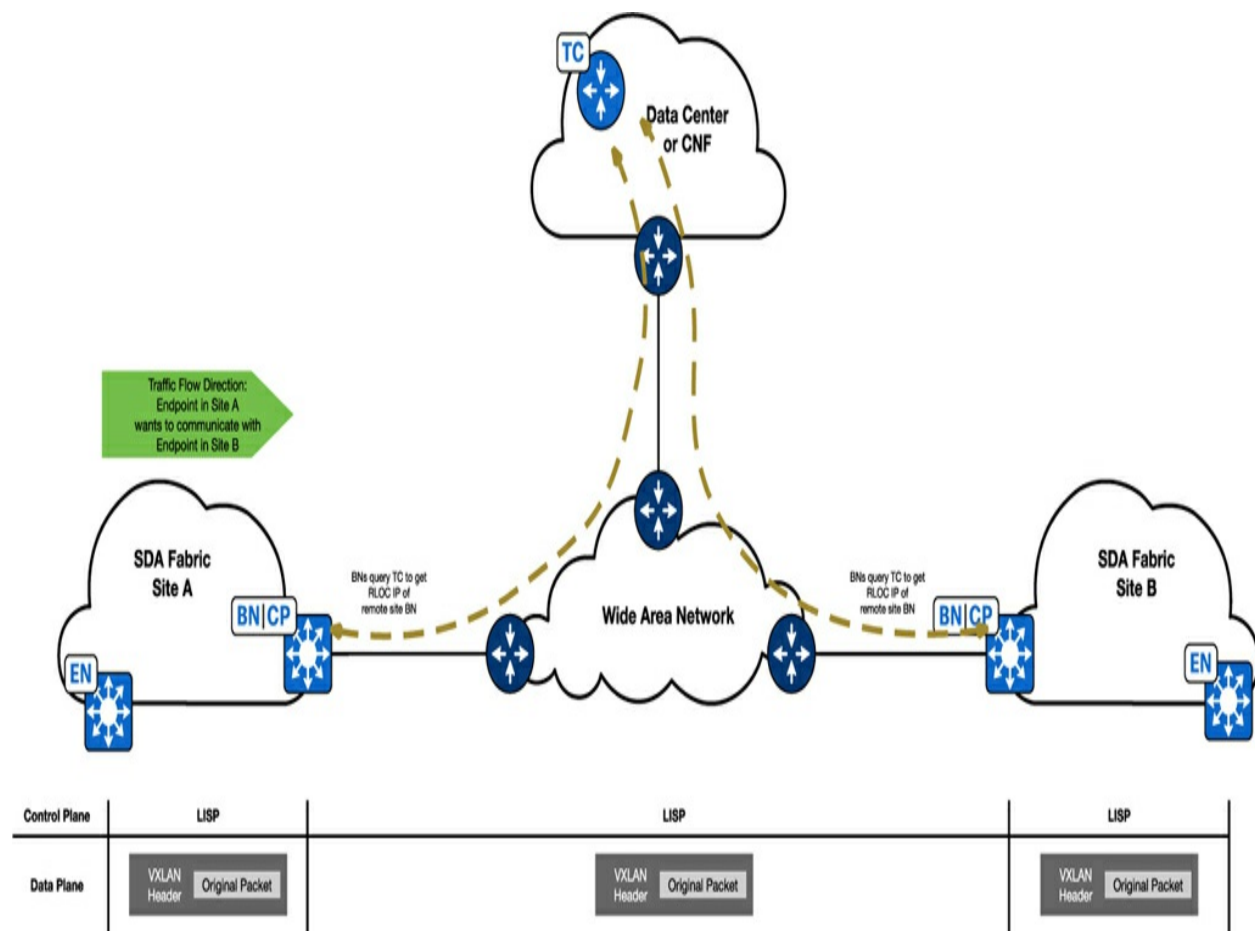 TC
Data Center
or CNF
Traffic Flow Direction:
Endpoint in Site A
wants to communicate with
Endpoint in Site B
SDA Fabric
Site A
BNs query TC to get
RLOC IP of
remote site BN
BN|CP
EN
Wide Area Network
BNs query TC to get
RLOC IP of
remote site BN
BN|CP
SDA Fabric
Site B
EN
Control Plane LISP LISP LISP
Data Plane
VXLAN
Header
Original Packet
VXLAN
Header
Original Packet
VXLAN
Header
Original Packet